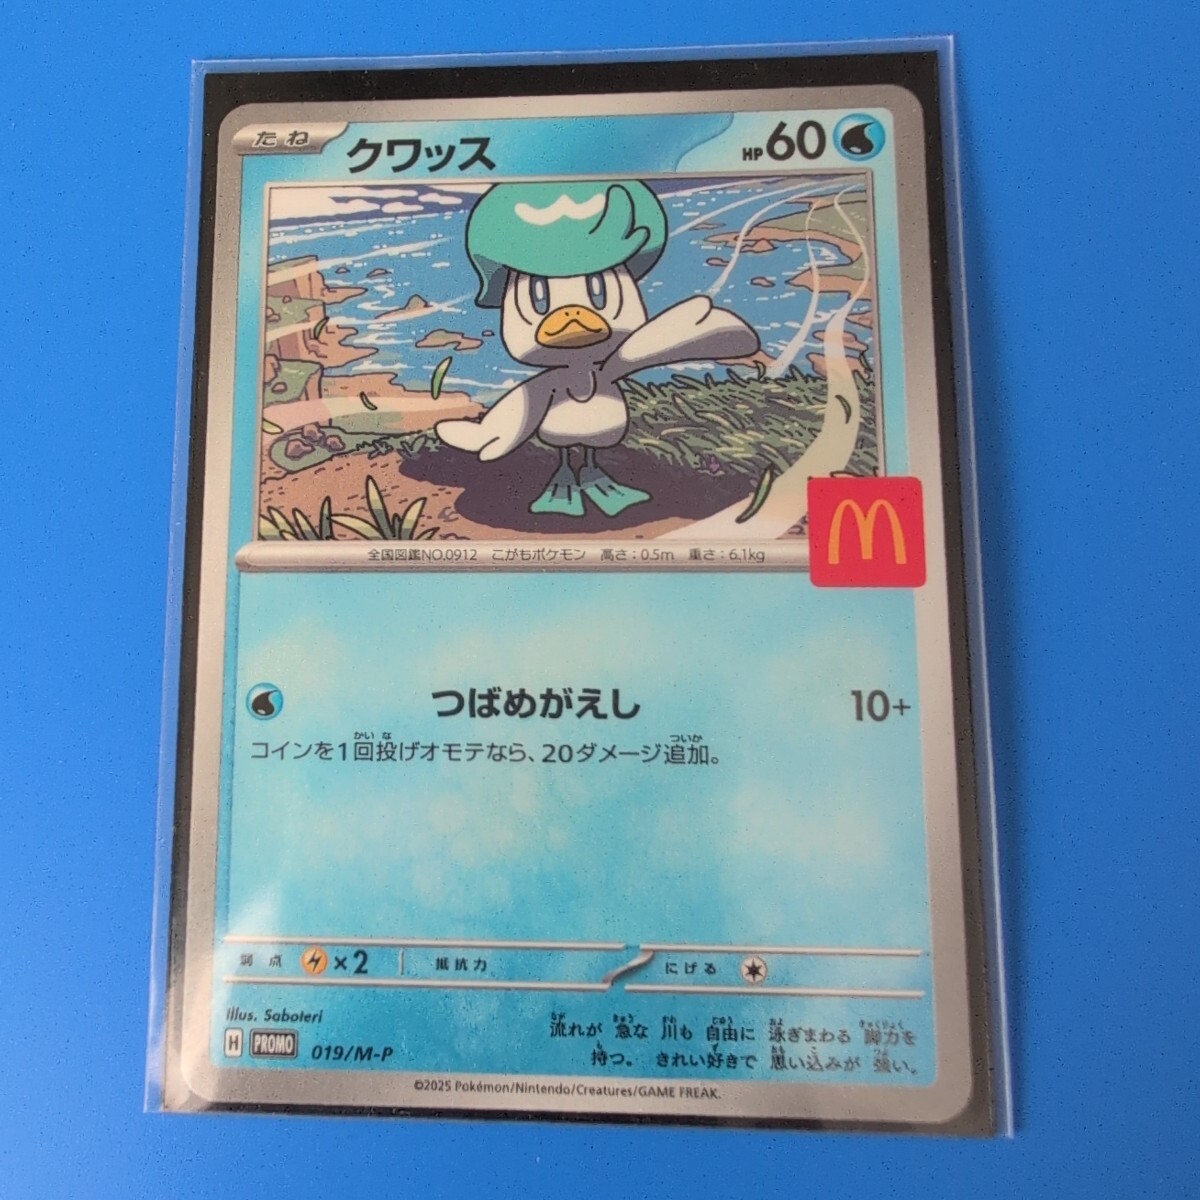 たね
クワッス
HP60
全国図鑑NO.0912 こがもポケモン 高さ：0.5m 重さ：6.1kg
M
つばめがえし 10+
コインを1回投げオモテなら、20ダメージ追加。
弱点 ×2 抵抗力 にげる
Illus. Saboteri
流れが 急な 川も 自由に 泳ぎまわる 脚力を
持つ。 きれい好きで 思い込みが 強い。
H PROMO 019/M-P
©2025 Pokémon/Nintendo/Creatures/GAME FREAK.